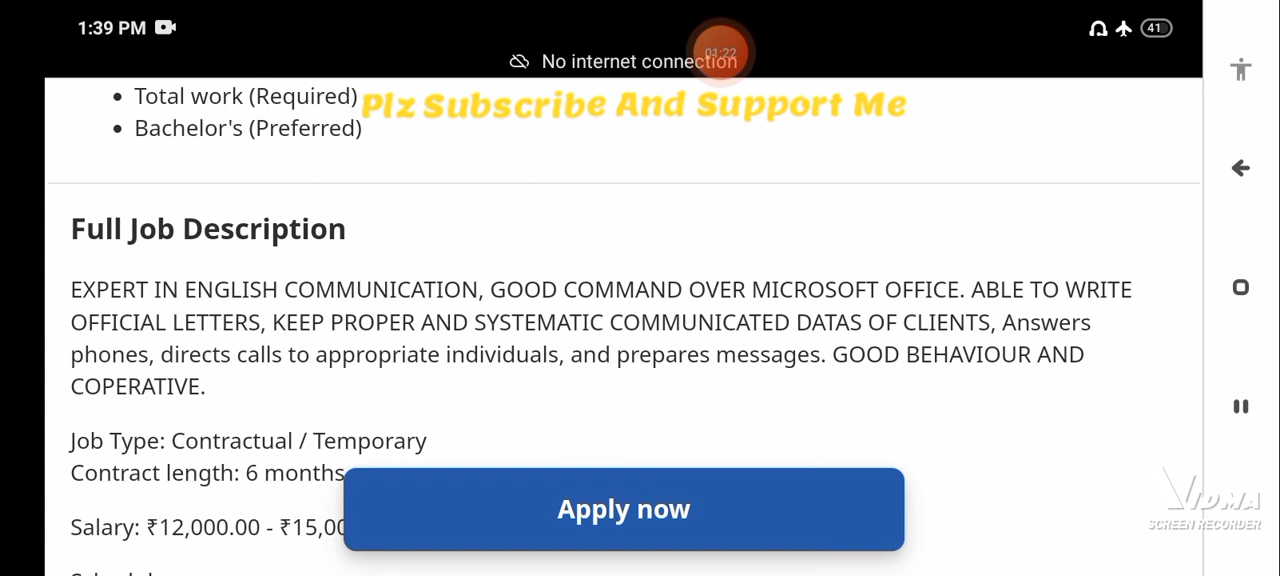 1:39 PM
41
No internet connection
01:22
Total work (Required)
Plz Subscribe And Support Me
Bachelor's (Preferred)
Full Job Description
EXPERT IN ENGLISH COMMUNICATION, GOOD COMMAND OVER MICROSOFT OFFICE. ABLE TO WRITE
OFFICIAL LETTERS, KEEP PROPER AND SYSTEMATIC COMMUNICATED DATAS OF CLIENTS, Answers
phones, directs calls to appropriate individuals, and prepares messages. GOOD BEHAVIOUR AND
COPERATIVE.
Job Type: Contractual / Temporary
Contract length: 6 months
Apply now
Salary: ₹12,000.00 - ₹15,00
VIDMA
SCREEN RECORDER